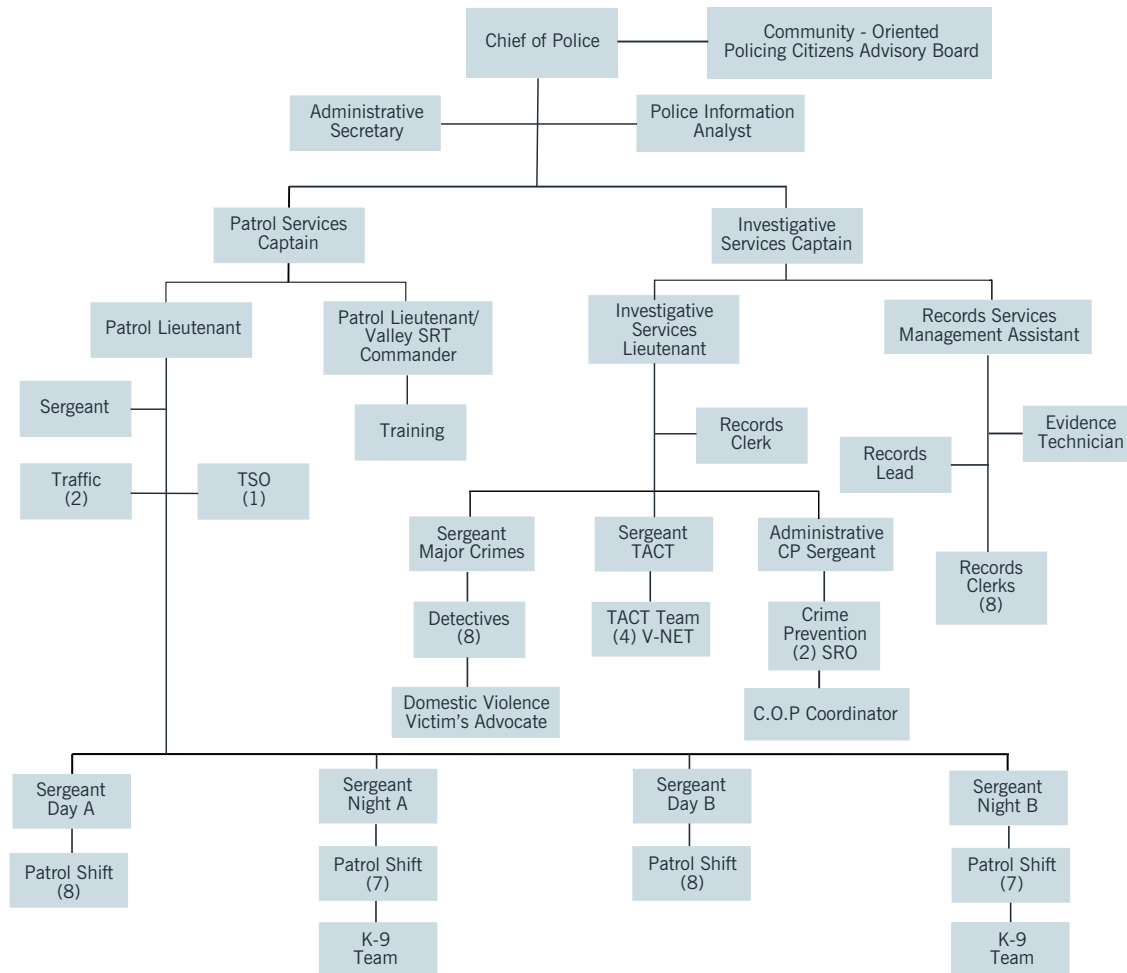 Chief of Police
Community - Oriented
Policing Citizens Advisory Board
Administrative
Secretary
Police Information
Analyst
Patrol Services
Captain
Investigative
Services Captain
Patrol Lieutenant
Patrol Lieutenant/
Valley SRT
Commander
Investigative
Services
Lieutenant
Records Services
Management Assistant
Sergeant
Training
Records
Clerk
Evidence
Technician
Records
Lead
Traffic
(2)
TSO
(1)
Sergeant
Major Crimes
Sergeant
TACT
Administrative
CP Sergeant
Records
Clerks
(8)
Detectives
(8)
TACT Team
(4) V-NET
Crime
Prevention
(2) SRO
Domestic Violence
Victim's Advocate
C.O.P Coordinator
Sergeant
Day A
Sergeant
Night A
Sergeant
Day B
Sergeant
Night B
Patrol Shift
(8)
Patrol Shift
(7)
Patrol Shift
(8)
Patrol Shift
(7)
K-9
Team
K-9
Team